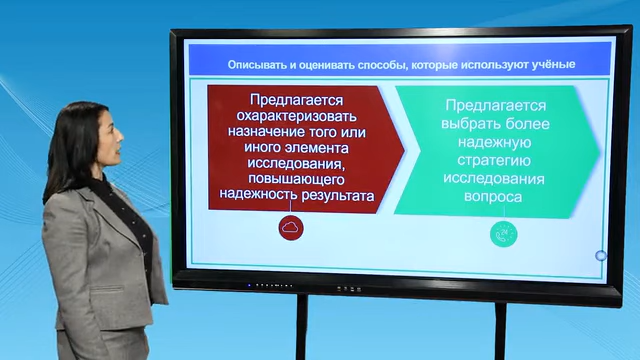 Описывать и оценивать способы, которые используют учёные
Предлагается
охарактеризовать
назначение того или
иного элемента
исследования,
повышающего
надежность результата
Предлагается
выбрать более
надежную
стратегию
исследования
вопроса